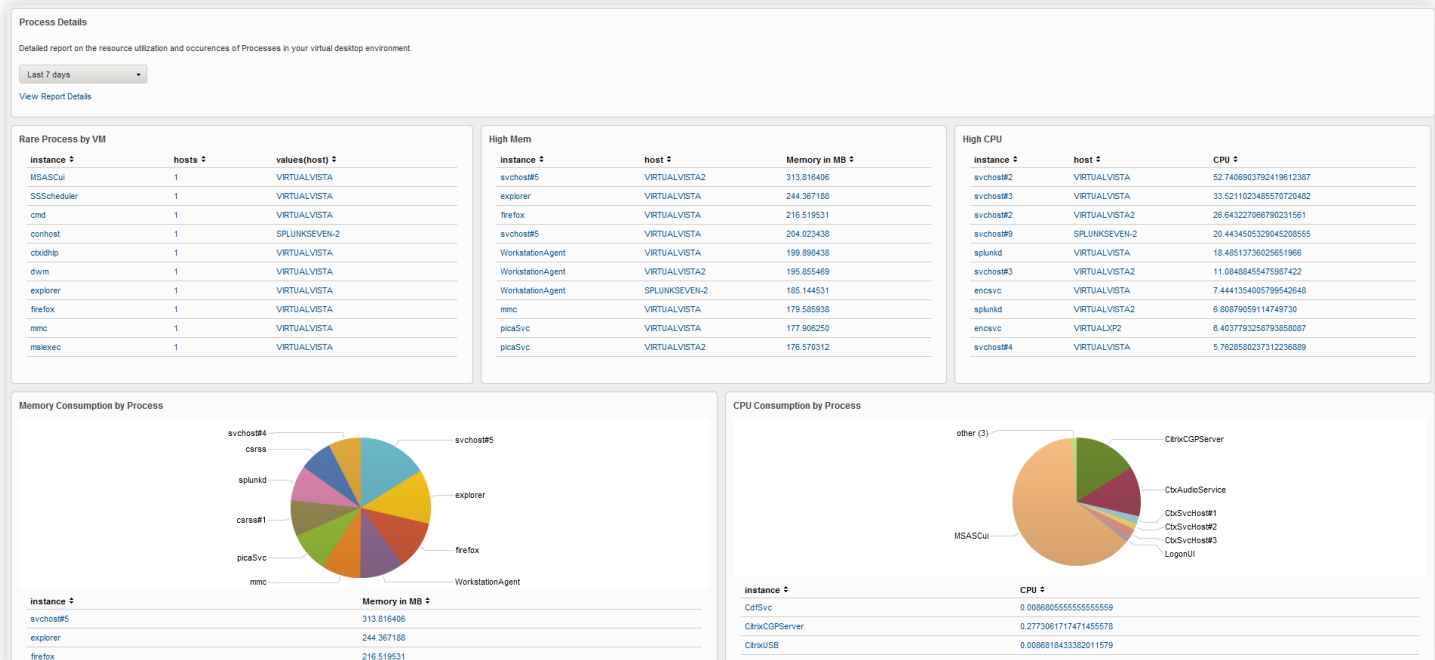 Process Details
Detailed report on the resource utilization and occurences of Processes in your virtual desktop environment.
Last 7 days
View Report Details
Rare Process by VM
instance hosts values(host)
MSASCui 1 VIRTUALVISTA
SSScheduler 1 VIRTUALVISTA
cmd 1 VIRTUALVISTA
conhost 1 SPLUNKSEVEN-2
ctxidhlp 1 VIRTUALVISTA
dwm 1 VIRTUALVISTA
explorer 1 VIRTUALVISTA
firefox 1 VIRTUALVISTA
mmc 1 VIRTUALVISTA
msiexec 1 VIRTUALVISTA
High Mem
instance host Memory in MB
svchost#5 VIRTUALVISTA2 313.816406
explorer VIRTUALVISTA 244.367188
firefox VIRTUALVISTA 216.519531
svchost#5 VIRTUALVISTA 204.023438
WorkstationAgent VIRTUALVISTA 199.898438
WorkstationAgent VIRTUALVISTA2 195.855469
WorkstationAgent SPLUNKSEVEN-2 185.144531
mmc VIRTUALVISTA 179.585938
picaSvc VIRTUALVISTA 177.906250
picaSvc VIRTUALVISTA2 176.570312
High CPU
instance host CPU
svchost#2 VIRTUALVISTA 52.7406903792419612387
svchost#3 VIRTUALVISTA 33.5211023485570720482
svchost#2 VIRTUALVISTA2 26.643227066790231561
svchost#9 SPLUNKSEVEN-2 20.4434505329045208555
splunkd VIRTUALVISTA 18.48513736025651966
svchost#3 VIRTUALVISTA2 11.08488455475987422
encsvc VIRTUALVISTA 7.4441354005799542648
splunkd VIRTUALVISTA2 6.80879059114749730
encsvc VIRTUALXP2 6.4037793258793858087
svchost#4 VIRTUALVISTA 5.7628580237312236889
Memory Consumption by Process
svchost#4
csrss
splunkd
csrss#1
picaSvc
mmc
svchost#5
explorer
firefox
WorkstationAgent
instance Memory in MB
svchost#5 313.816406
explorer 244.367188
firefox 216.519531
CPU Consumption by Process
other (3)
MSASCui
CitrixCGPServer
CtxAudioService
CtxSvcHost#1
CtxSvcHost#2
CtxSvcHost#3
LogonUI
instance CPU
CdfSvc 0.0086805555555555559
CitrixCGPServer 0.2773061717471455578
CitrixUSB 0.0086818433382011579